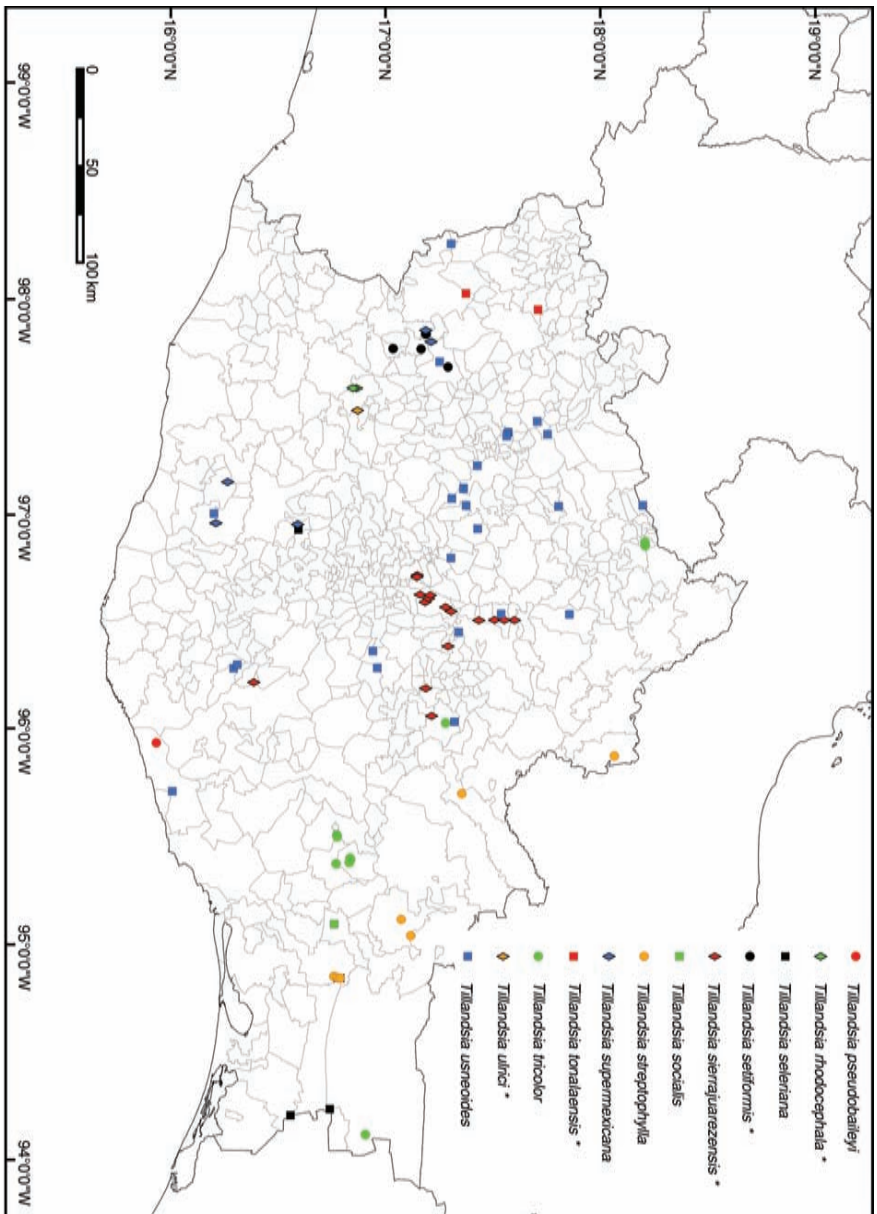 19°0'0"N
18°0'0"N
17°0'0"N
16°0'0"N
99°0'0"W
98°0'0"W
97°0'0"W
96°0'0"W
95°0'0"W
94°0'0"W
0 50 100 km
Tillandsia pseudobaileyi
Tillandsia rhodocephala *
Tillandsia seleriana
Tillandsia setiformis *
Tillandsia sierrajuarezensis *
Tillandsia socialis
Tillandsia streptophylla
Tillandsia supermexicana
Tillandsia tonalaensis *
Tillandsia tricolor
Tillandsia ulrici *
Tillandsia usneoides